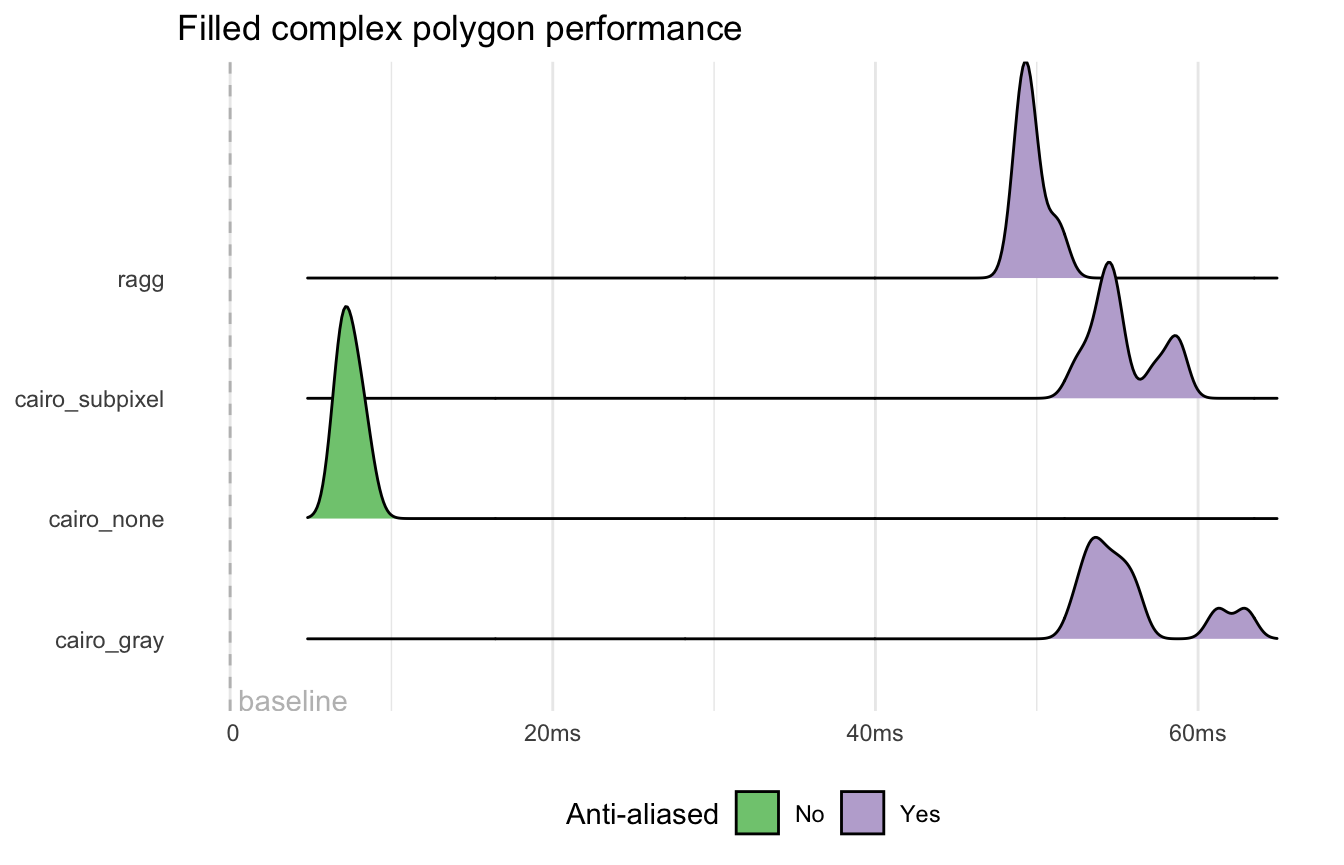 Filled complex polygon performance
ragg
cairo_subpixel
cairo_none
cairo_gray
baseline
0 20ms 40ms 60ms
Anti-aliased No Yes